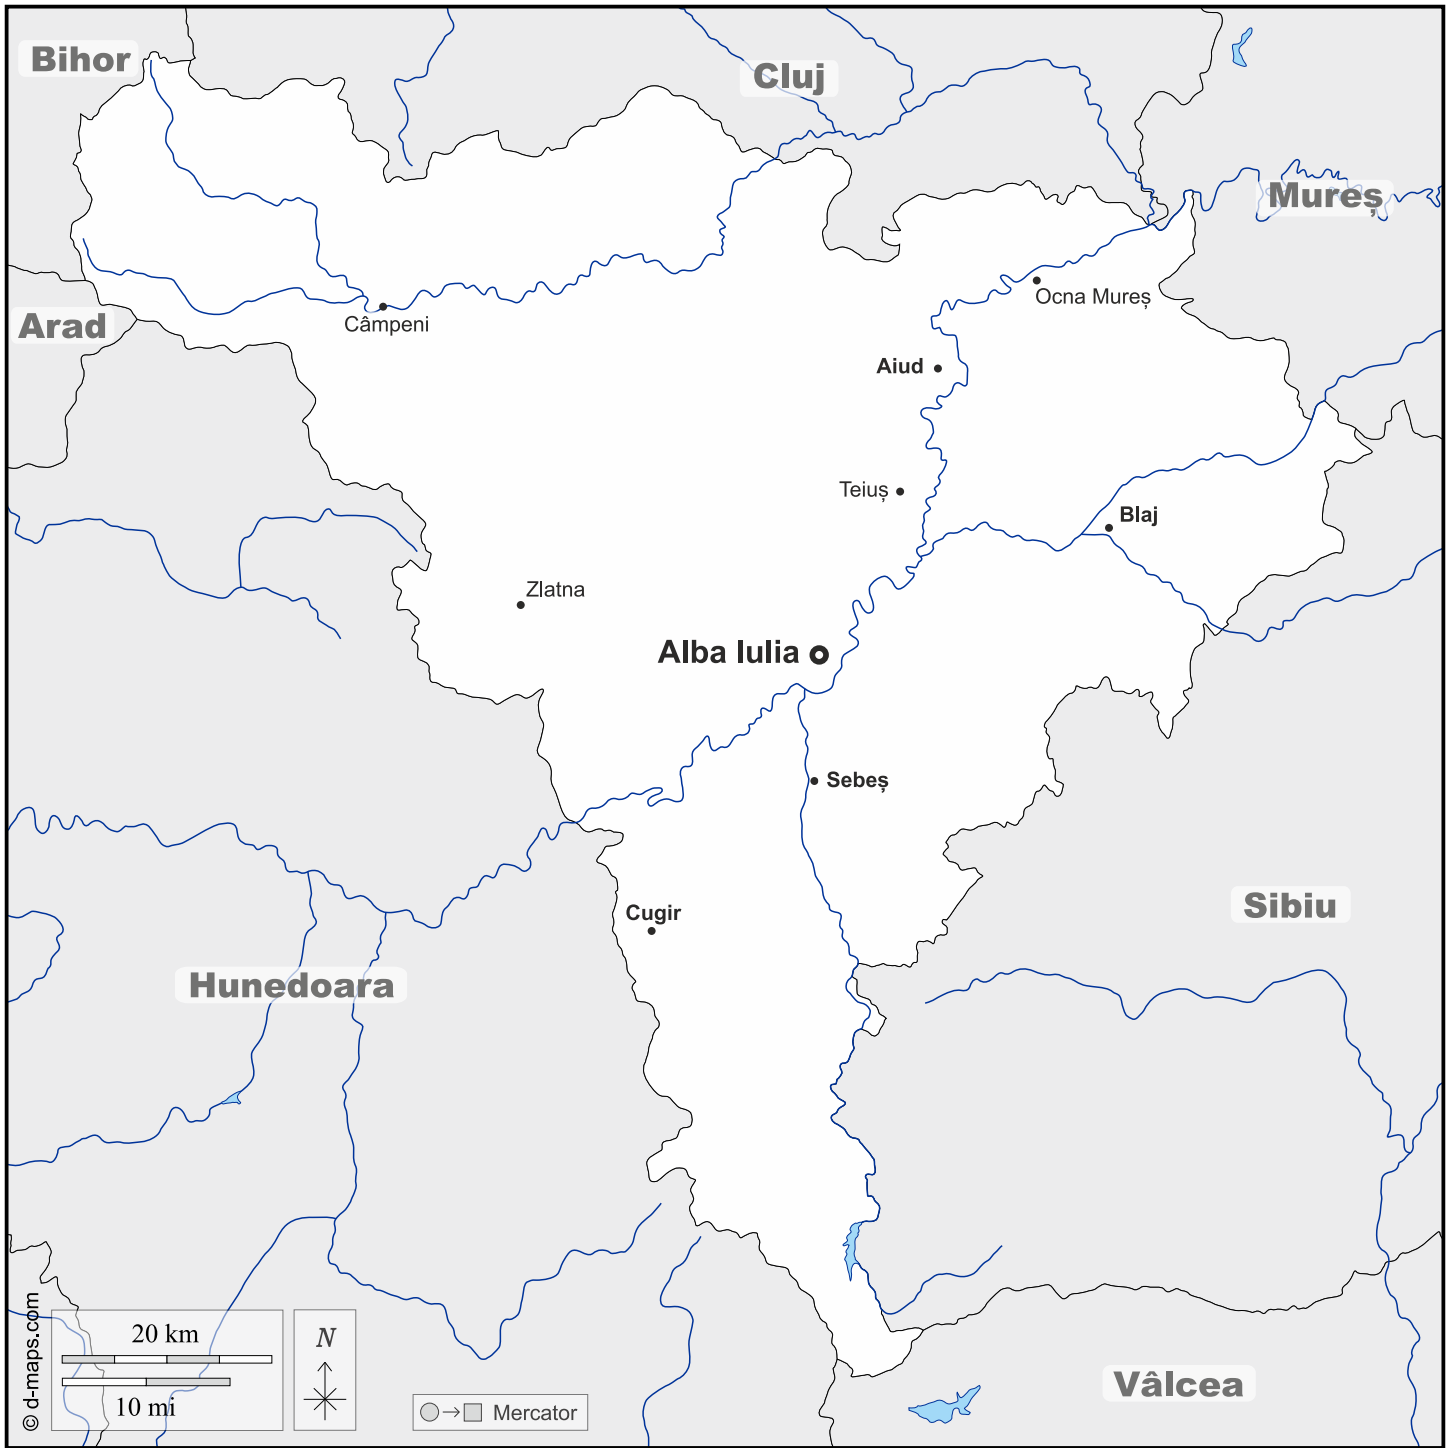 Bihor
Cluj
Mureș
Ocna Mureș
Arad
Câmpeni
Aiud
Teiuș
Blaj
Zlatna
Alba Iulia
Sebeș
Cugir
Sibiu
Hunedoara
Vâlcea
© d-maps.com
20 km
10 mi
N
Mercator